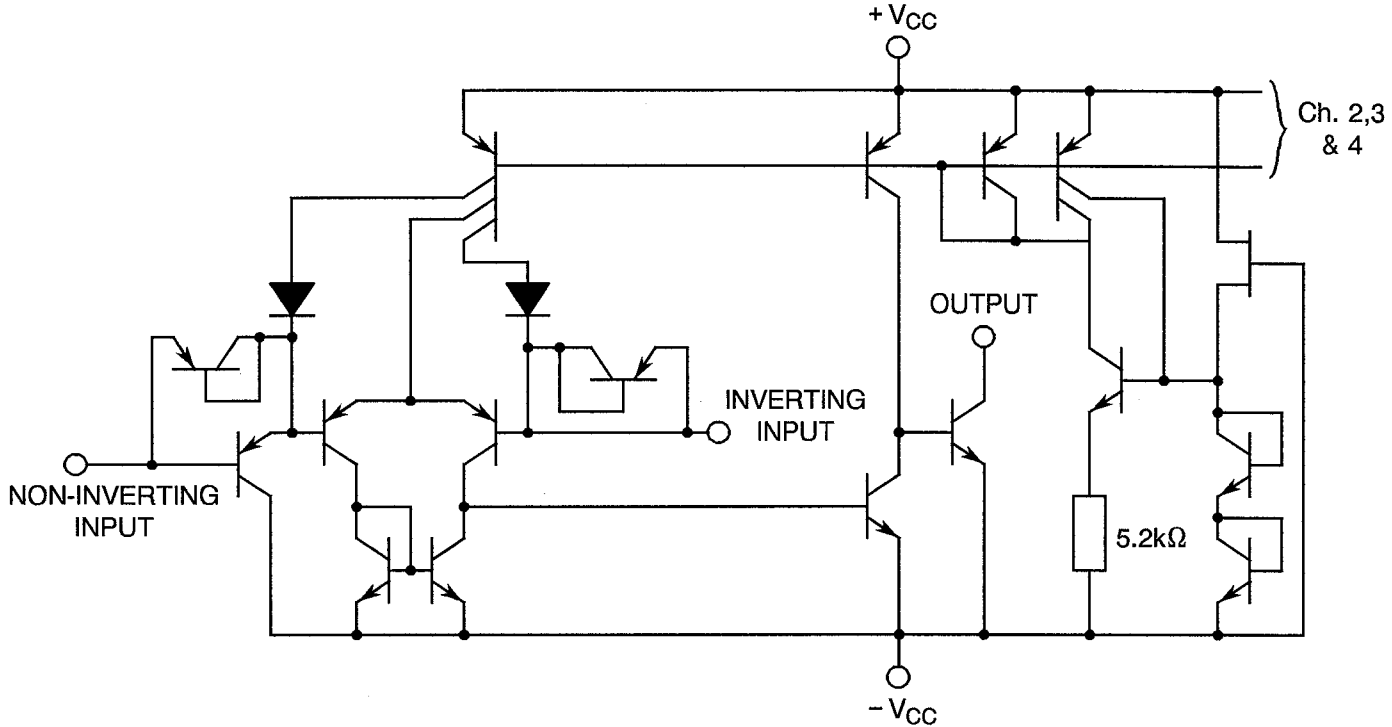 + VCC
Ch. 2,3
& 4
OUTPUT
INVERTING
INPUT
NON-INVERTING
INPUT
5.2kΩ
– VCC